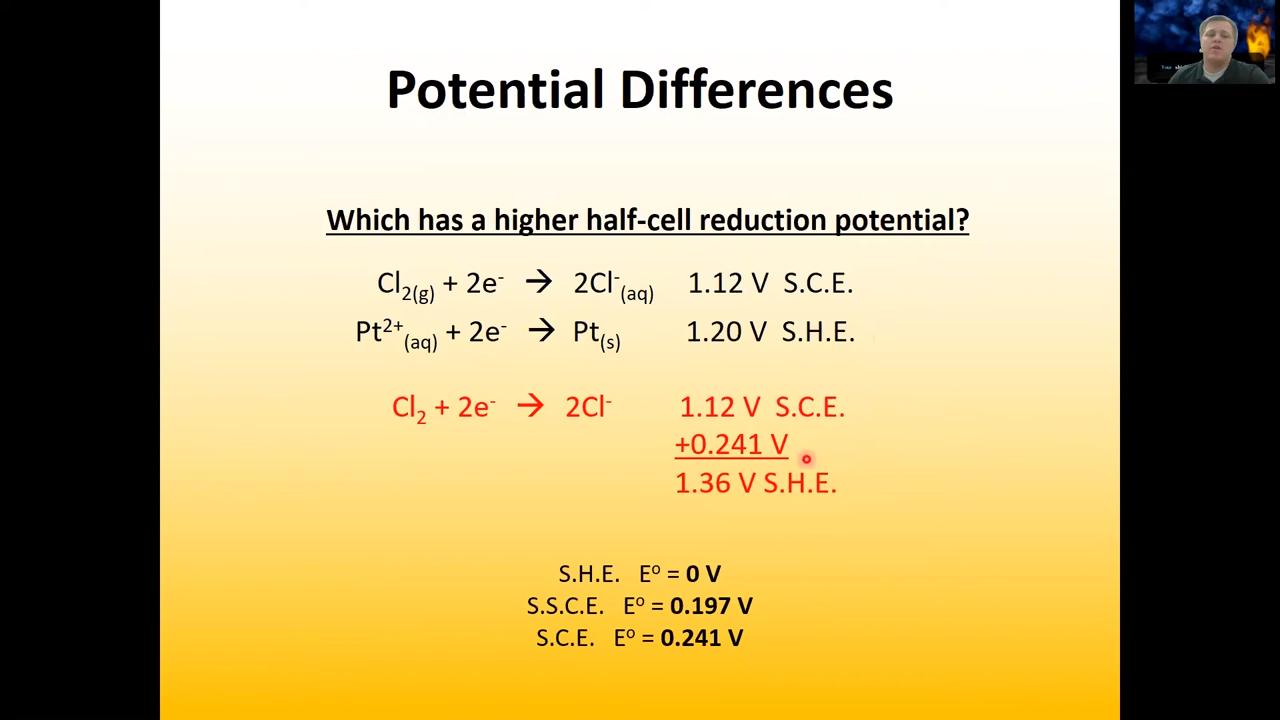 Potential Differences
Which has a higher half-cell reduction potential?
Cl₂(g) + 2e⁻ → 2Cl⁻(aq) 1.12 V S.C.E.
Pt²⁺(aq) + 2e⁻ → Pt(s) 1.20 V S.H.E.
Cl₂ + 2e⁻ → 2Cl⁻ 1.12 V S.C.E.
+0.241 V
1.36 V S.H.E.
S.H.E. Eº = 0 V
S.S.C.E. Eº = 0.197 V
S.C.E. Eº = 0.241 V